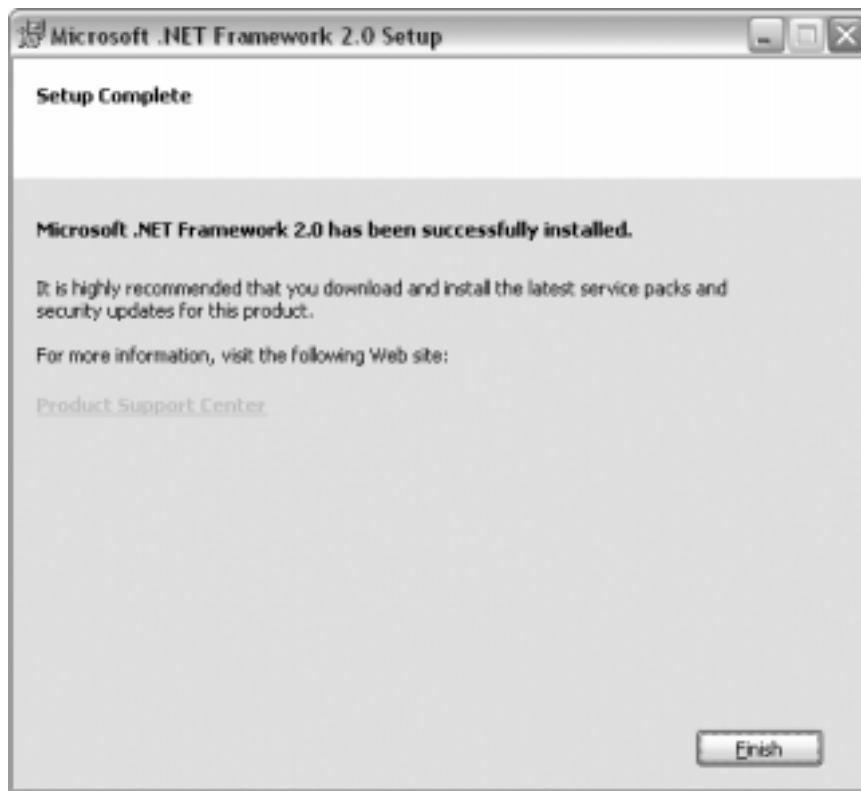 Microsoft .NET Framework 2.0 Setup
Setup Complete
Microsoft .NET Framework 2.0 has been successfully installed.
It is highly recommended that you download and install the latest service packs and
security updates for this product.
For more information, visit the following Web site:
Product Support Center
Finish